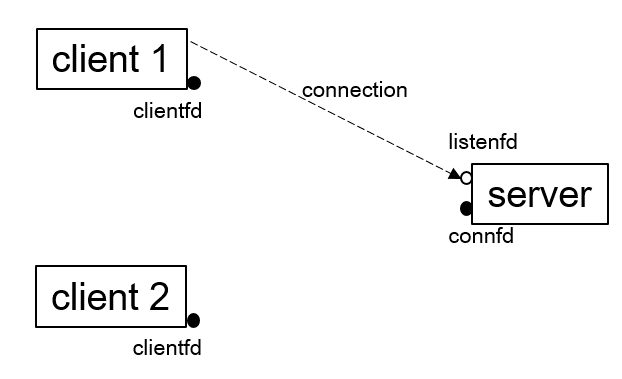 client 1
clientfd
connection
listenfd
server
connfd
client 2
clientfd